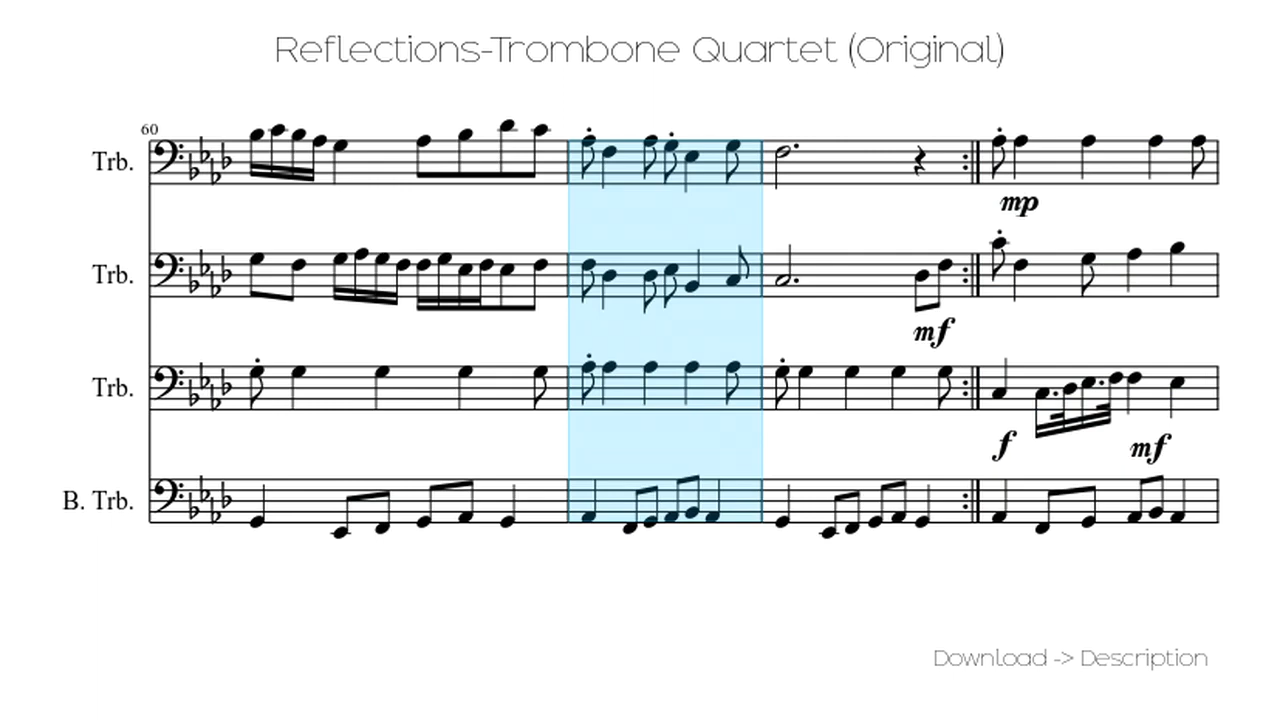 Reflections-Trombone Quartet (Original)
60
Trb.
mp
Trb.
mf
Trb.
f
mf
B. Trb.
Download -> Description